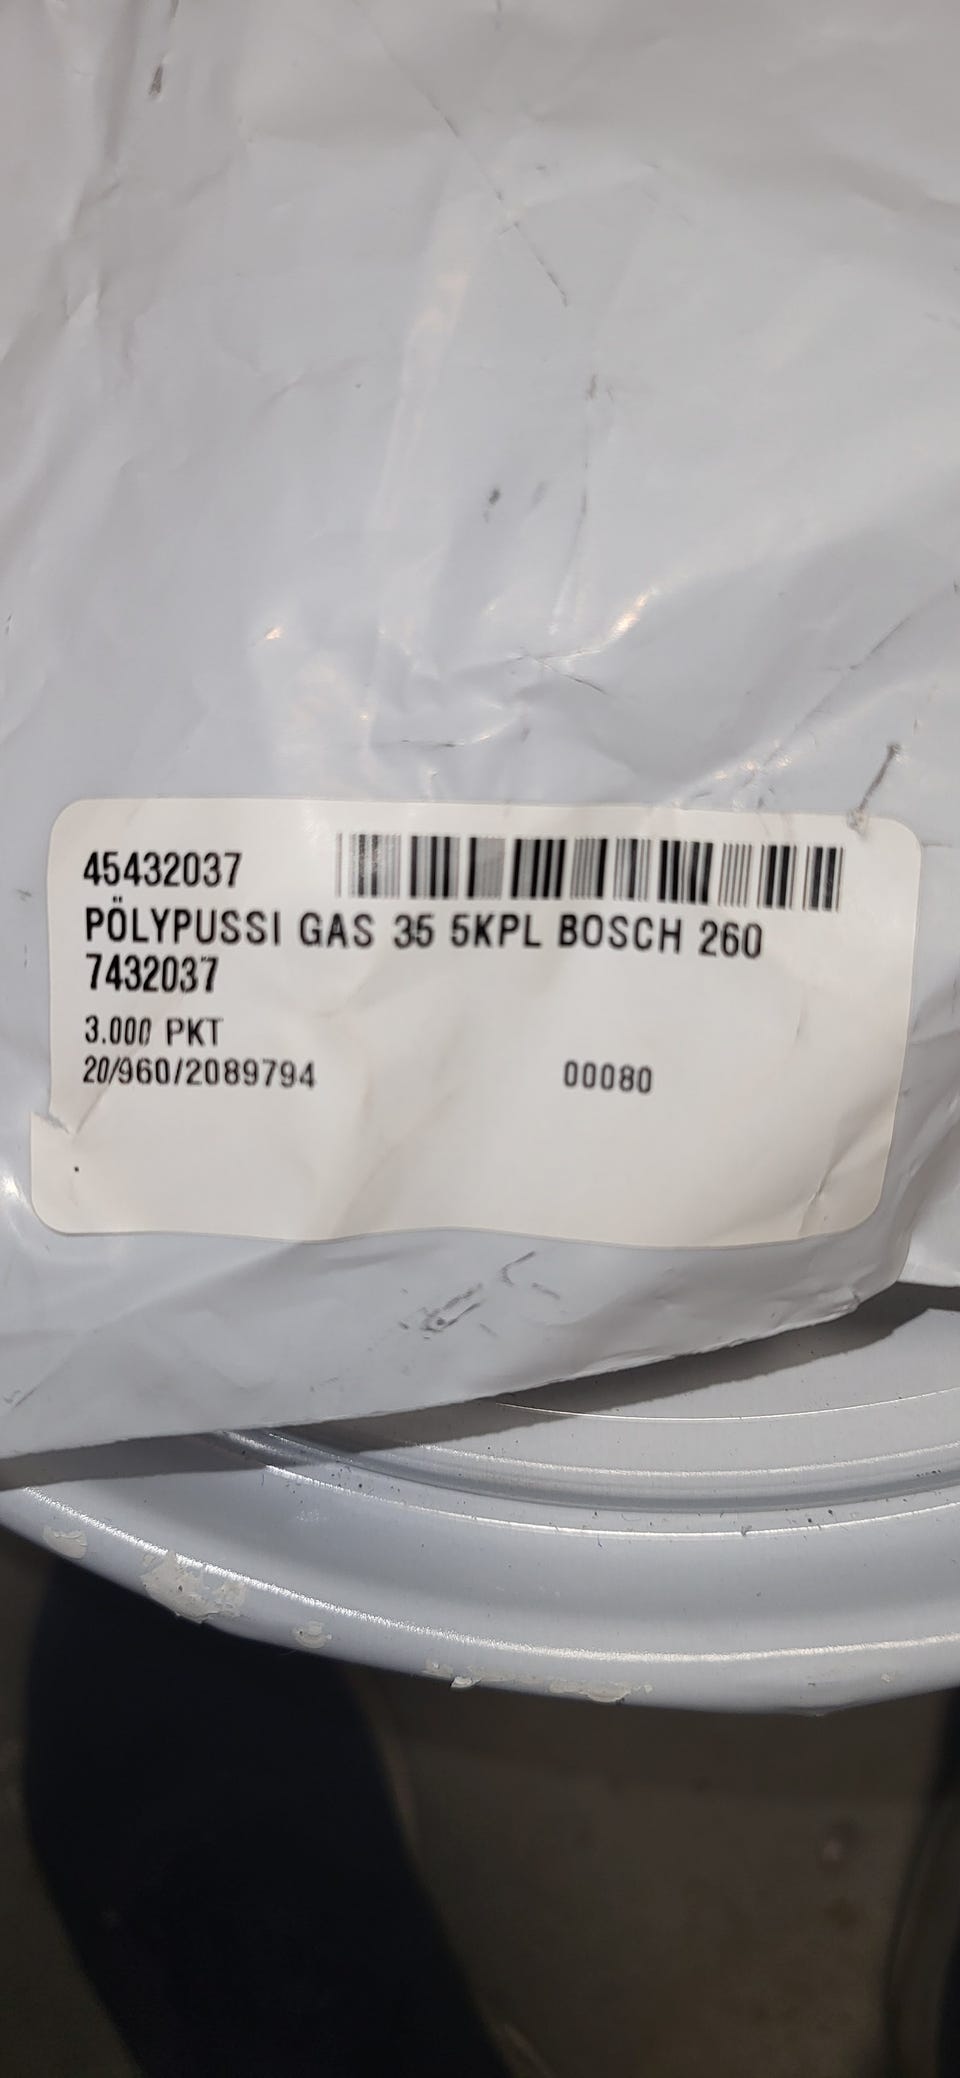 45432037
PÖLYPUSSI GAS 35 5KPL BOSCH 260
7432037
3.000 PKT
20/960/2089794 00080